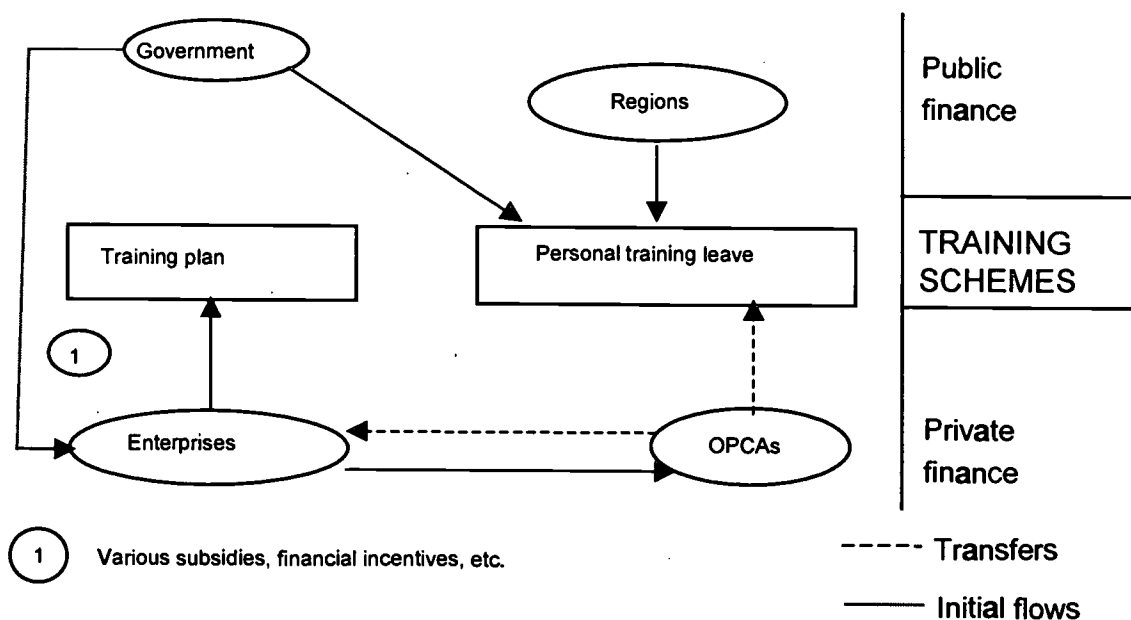 Government
Regions
Public
finance
Training plan
Personal training leave
TRAINING
SCHEMES
1
Enterprises
OPCAs
Private
finance
1 Various subsidies, financial incentives, etc.
Transfers
Initial flows